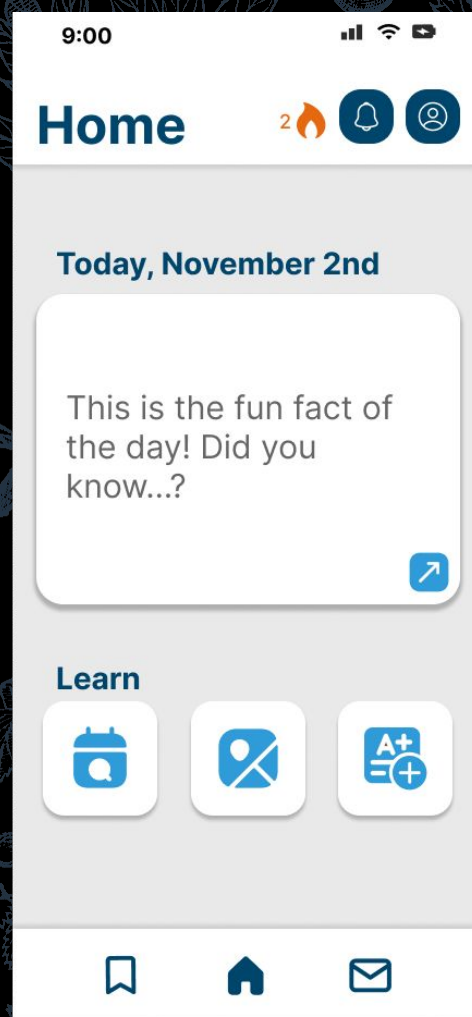 9:00
Home
2
Today, November 2nd
This is the fun fact of
the day! Did you
know...?
Learn
A+